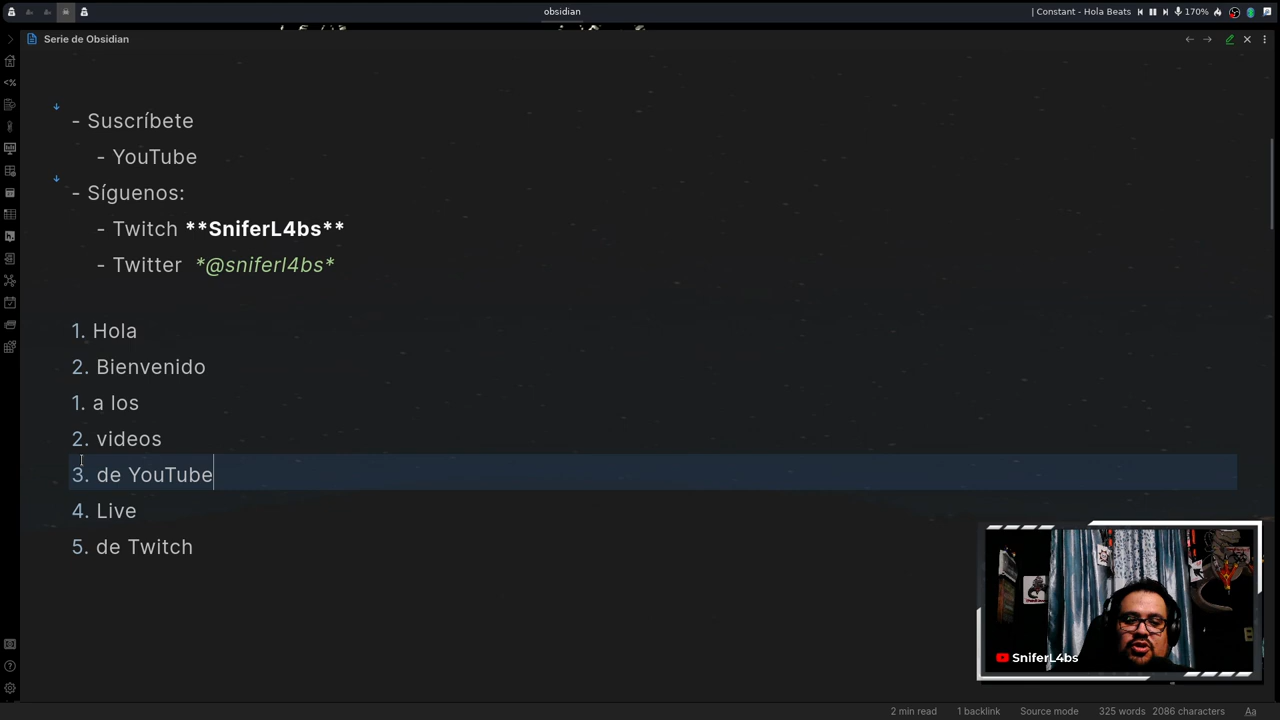 obsidian
| Constant - Hola Beats
170%
Serie de Obsidian
- Suscríbete
- YouTube
- Síguenos:
- Twitch **SniferL4bs**
- Twitter *@sniferl4bs*
1. Hola
2. Bienvenido
1. a los
2. videos
3. de YouTube
4. Live
5. de Twitch
SniferL4bs
2 min read 1 backlink Source mode 325 words 2086 characters Aa